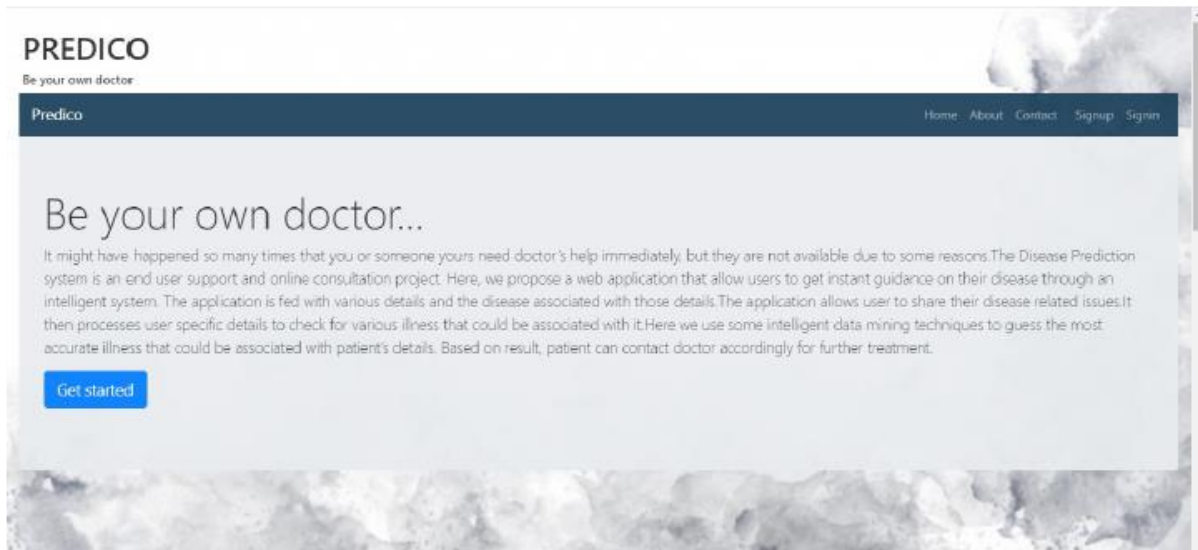 PREDICO
Be your own doctor
Predico
Home About Contact Signup Signin
Be your own doctor...
It might have happened so many times that you or someone yours need doctor's help immediately, but they are not available due to some reasons.The Disease Prediction
system is an end user support and online consultation project. Here, we propose a web application that allow users to get instant guidance on their disease through an
intelligent system. The application is fed with various details and the disease associated with those details.The application allows user to share their disease related issues.It
then processes user specific details to check for various illness that could be associated with it.Here we use some intelligent data mining techniques to guess the most
accurate illness that could be associated with patient's details. Based on result, patient can contact doctor accordingly for further treatment.
Get started